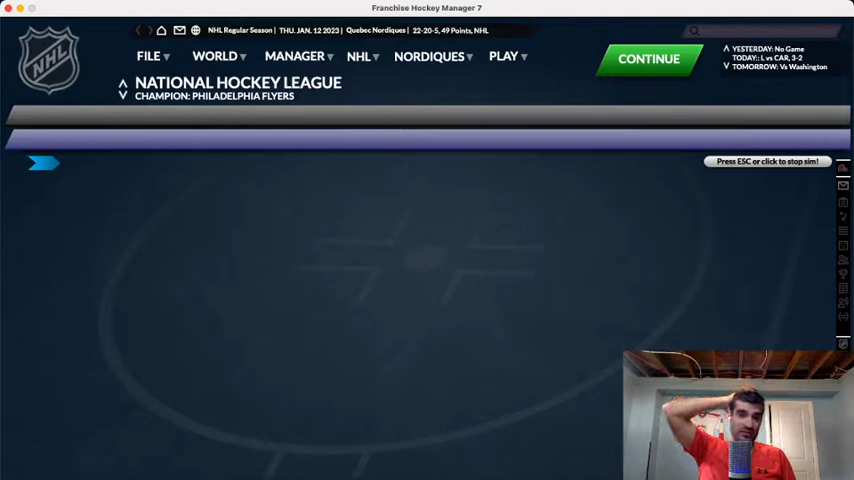 Franchise Hockey Manager 7
NHL Regular Season | THU. JAN. 12 2023 | Quebec Nordiques | 22-20-5, 49 Points, NHL
NHL
FILE WORLD MANAGER NHL NORDIQUES PLAY
CONTINUE
YESTERDAY: No Game
TODAY: L vs CAR, 3-2
TOMORROW: Vs Washington
NATIONAL HOCKEY LEAGUE
CHAMPION: PHILADELPHIA FLYERS
Press ESC or click to stop sim!